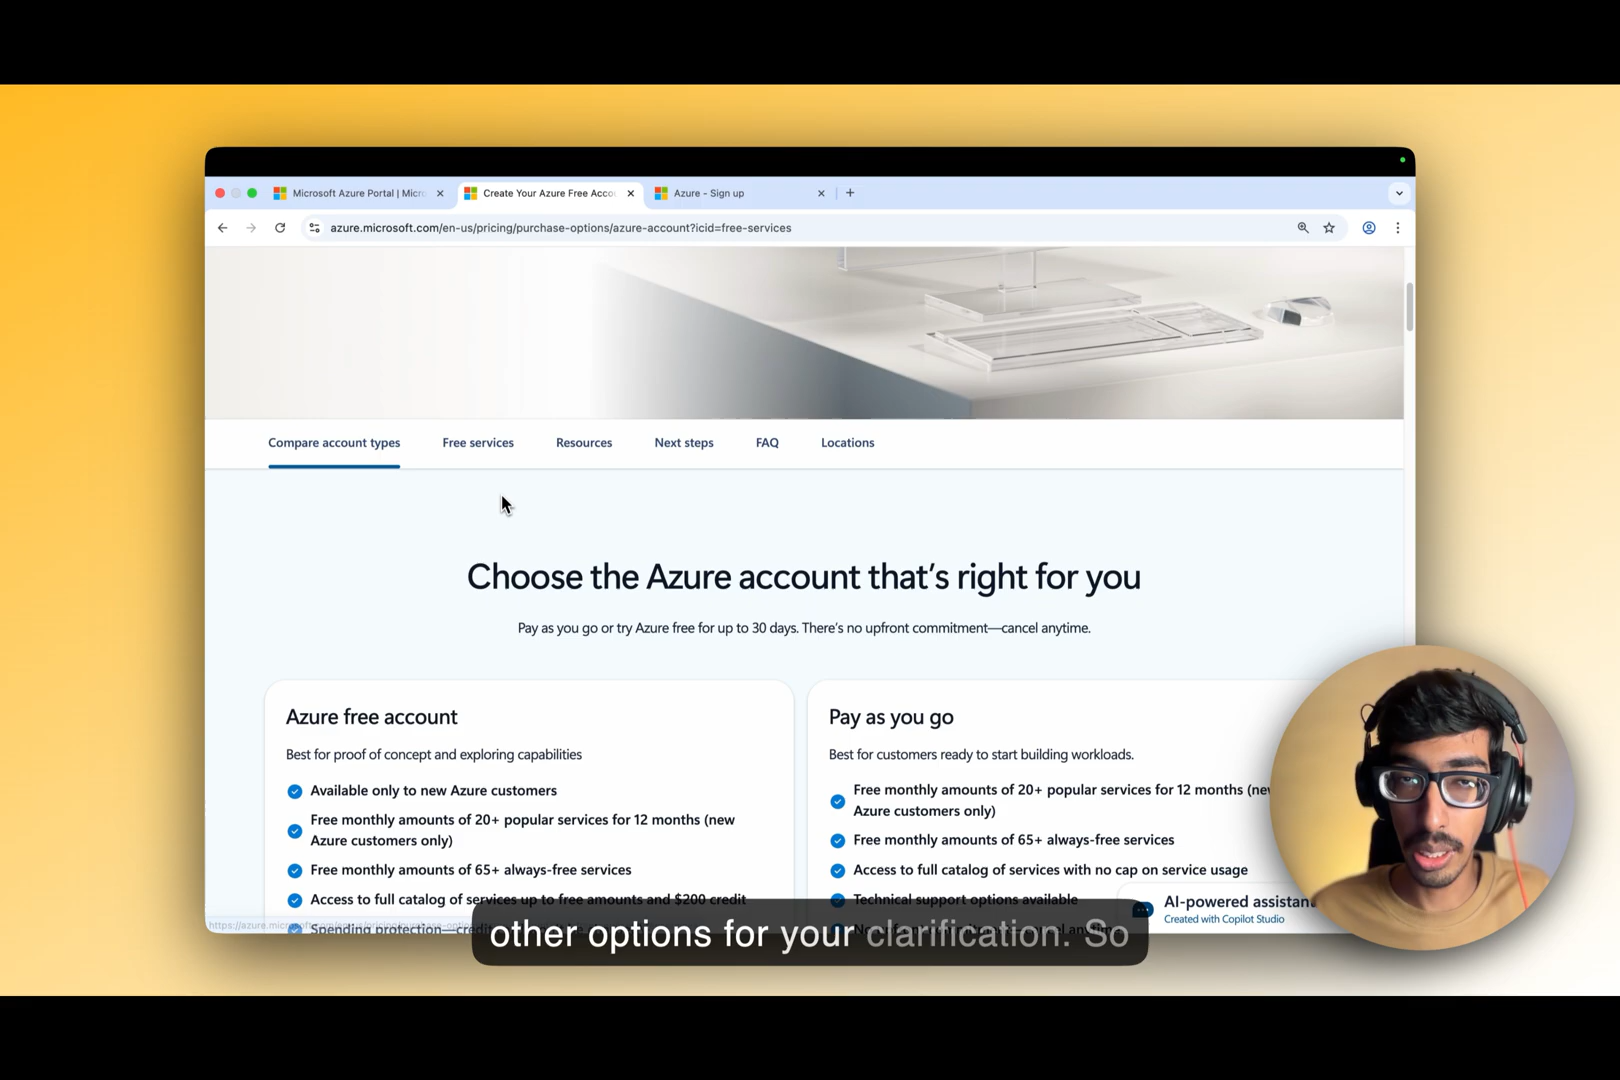 Microsoft Azure Portal | Micro
Create Your Azure Free Acco
Azure - Sign up
azure.microsoft.com/en-us/pricing/purchase-options/azure-account?icid=free-services
Compare account types
Free services
Resources
Next steps
FAQ
Locations
Choose the Azure account that's right for you
Pay as you go or try Azure free for up to 30 days. There's no upfront commitment—cancel anytime.
Azure free account
Best for proof of concept and exploring capabilities
Available only to new Azure customers
Free monthly amounts of 20+ popular services for 12 months (new
Azure customers only)
Free monthly amounts of 65+ always-free services
Access to full catalog of services up to free amounts and $200 credit
Spending protection—credi
Pay as you go
Best for customers ready to start building workloads.
Free monthly amounts of 20+ popular services for 12 months (new
Azure customers only)
Free monthly amounts of 65+ always-free services
Access to full catalog of services with no cap on service usage
Technical support options available
AI-powered assistant
Created with Copilot Studio
other options for your clarification. So